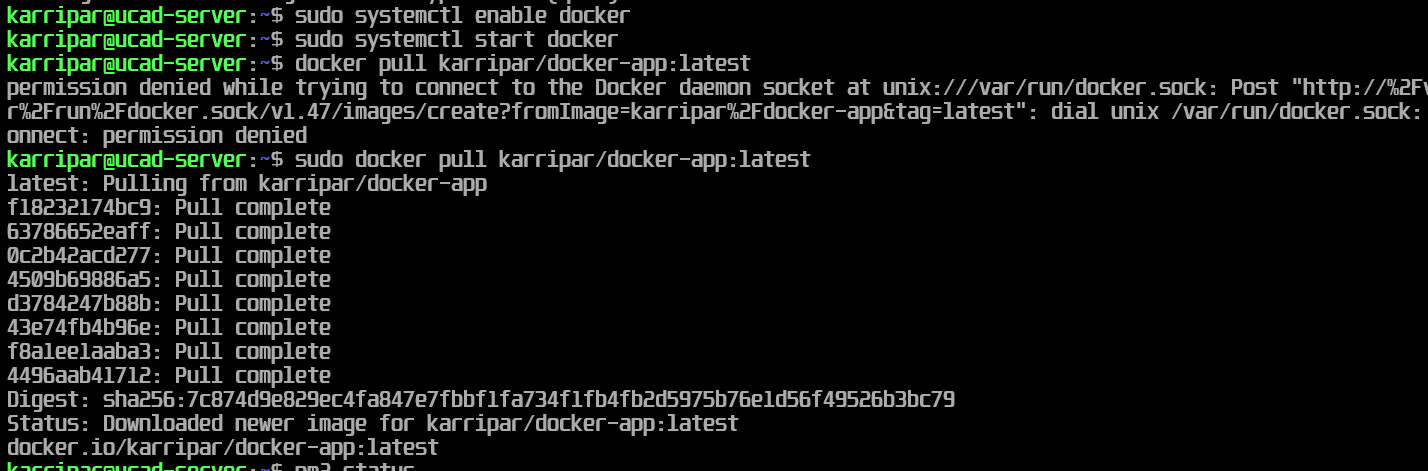 karripar@ucad-server:~$ sudo systemctl enable docker
karripar@ucad-server:~$ sudo systemctl start docker
karripar@ucad-server:~$ docker pull karripar/docker-app:latest
permission denied while trying to connect to the Docker daemon socket at unix:///var/run/docker.sock: Post "http://%2Fv
r%2Frun%2Fdocker.sock/v1.47/images/create?fromImage=karripar%2Fdocker-app&tag=latest": dial unix /var/run/docker.sock:
onnect: permission denied
karripar@ucad-server:~$ sudo docker pull karripar/docker-app:latest
latest: Pulling from karripar/docker-app
f18232174bc9: Pull complete
63786652eaff: Pull complete
0c2b42acd277: Pull complete
4509b69886a5: Pull complete
d3784247b88b: Pull complete
43e74fb4b96e: Pull complete
f8a1ee1aaba3: Pull complete
4496aab41712: Pull complete
Digest: sha256:7c874d9e829ec4fa847e7fbbf1fa734f1fb4fb2d5975b76e1d56f49526b3bc79
Status: Downloaded newer image for karripar/docker-app:latest
docker.io/karripar/docker-app:latest
karripar@ucad-server:~$ pm2 status